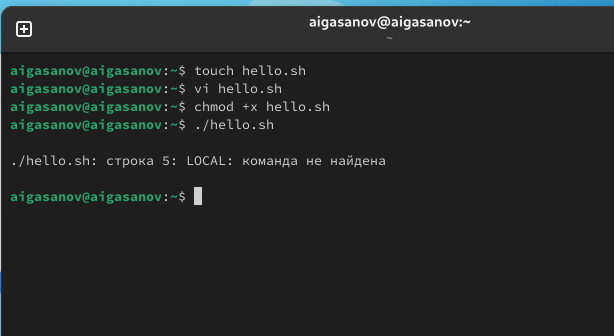 aigasanov@aigasanov:~
~
aigasanov@aigasanov:~$ touch hello.sh
aigasanov@aigasanov:~$ vi hello.sh
aigasanov@aigasanov:~$ chmod +x hello.sh
aigasanov@aigasanov:~$ ./hello.sh
./hello.sh: строка 5: LOCAL: команда не найдена
aigasanov@aigasanov:~$